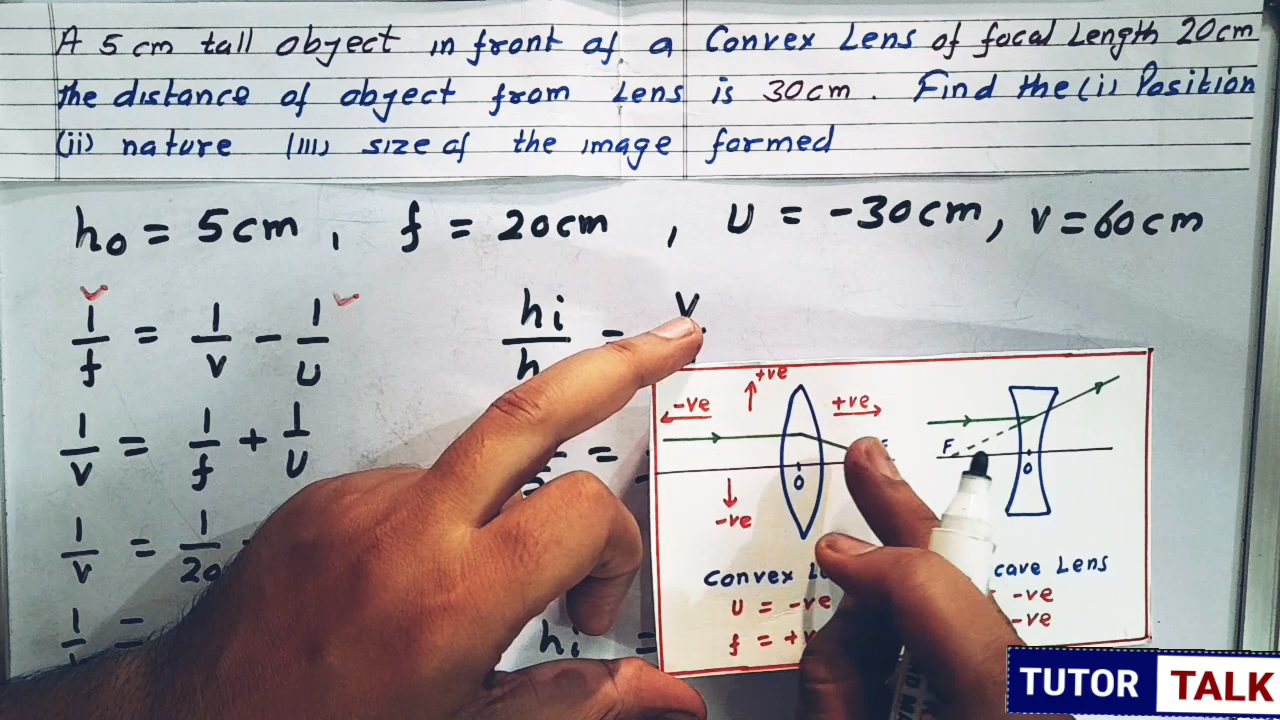 A 5 cm tall object in front of a Convex Lens of focal Length 20cm
the distance of object from Lens is 30cm. Find the (i) Position
(ii) nature (iii) size of the image formed
ho = 5cm, f = 20cm, u = -30cm, v = 60cm
1/f = 1/v - 1/u
hi/h = v
1/v = 1/f + 1/u
1/v = 1/20
1 =
hi =
-ve +ve +ve
O
-ve
F O
Convex
u = -ve
f = +v
cave Lens
-ve
-ve
TUTOR TALK